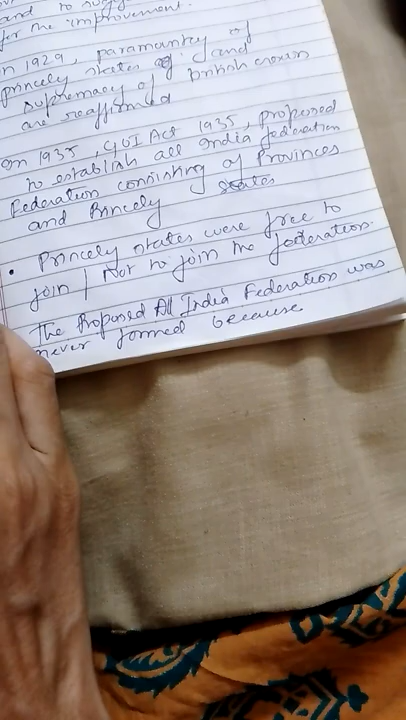 and to
for the improvement.
In 1929, paramountcy of
princely states of and
supremacy of British crown
are reaffirmed
In 1935, GOI Act 1935, proposed
to establish all India federation
Federation consisting of Provinces
and Princely states
• Princely states were free to
join / Not to join the federation.
The Proposed All India Federation was
never formed because